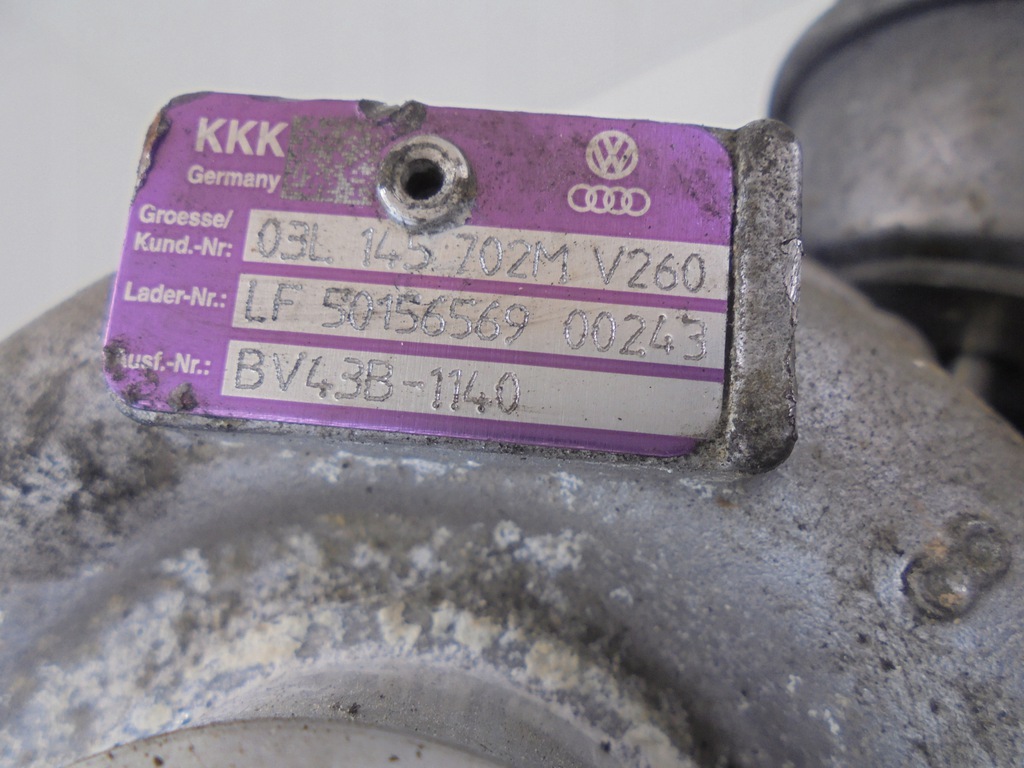 KKK
Germany
Groesse/
Kund.-Nr: 03L 145 702M V260
Lader-Nr.: LF 50156569 00243
Ausf.-Nr.: BV43B-1140